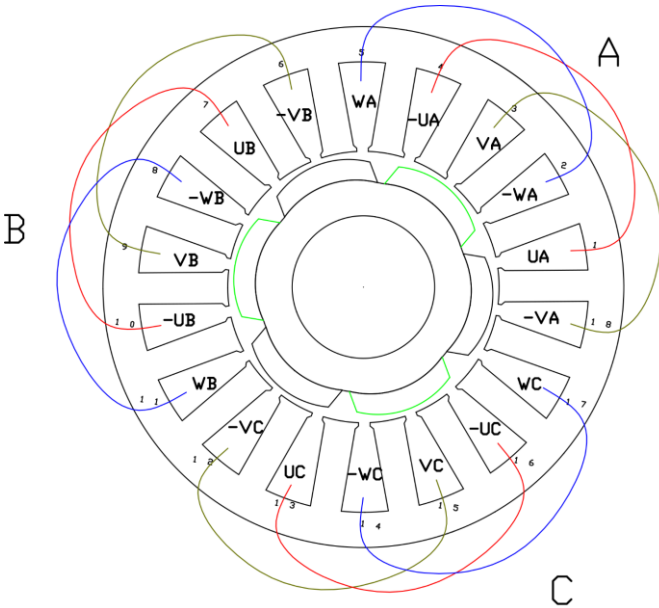 A
B
C
1 UA
2 -WA
3 VA
4 -UA
5 WA
6 -VB
7 UB
8 -WB
9 VB
10 -UB
11 WB
12 -VC
13 UC
14 -WC
15 VC
16 -UC
17 WC
18 -VA